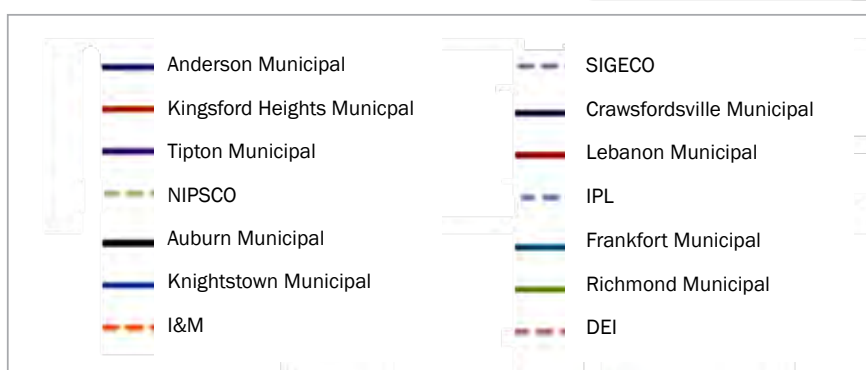 Anderson Municipal
Kingsford Heights Municpal
Tipton Municipal
NIPSCO
Auburn Municipal
Knightstown Municipal
I&M
SIGECO
Crawsfordsville Municipal
Lebanon Municipal
IPL
Frankfort Municipal
Richmond Municipal
DEI